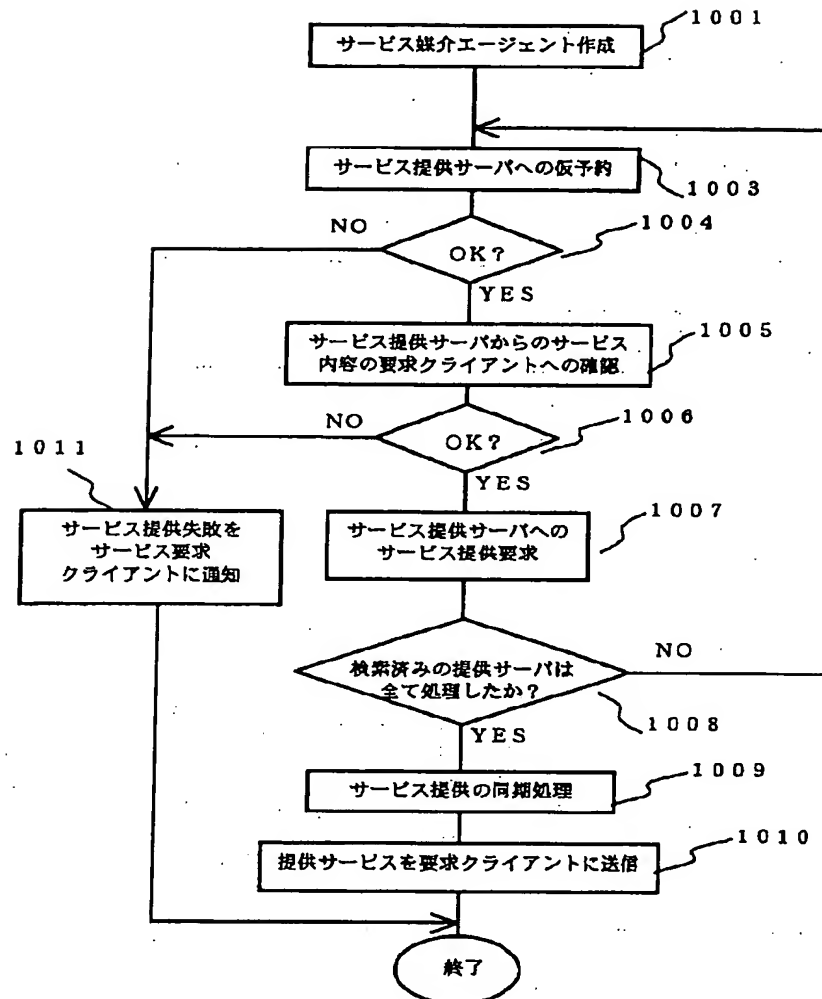 サービス媒介エージェント作成
1001
サービス提供サーバへの仮予約
1003
NO
OK?
1004
YES
サービス提供サーバからのサービス
内容の要求クライアントへの確認
1005
NO
OK?
1006
YES
1011
サービス提供失敗を
サービス要求
クライアントに通知
サービス提供サーバへの
サービス提供要求
1007
検索済みの提供サーバは
全て処理したか?
NO
1008
YES
サービス提供の同期処理
1009
提供サービスを要求クライアントに送信
1010
終了